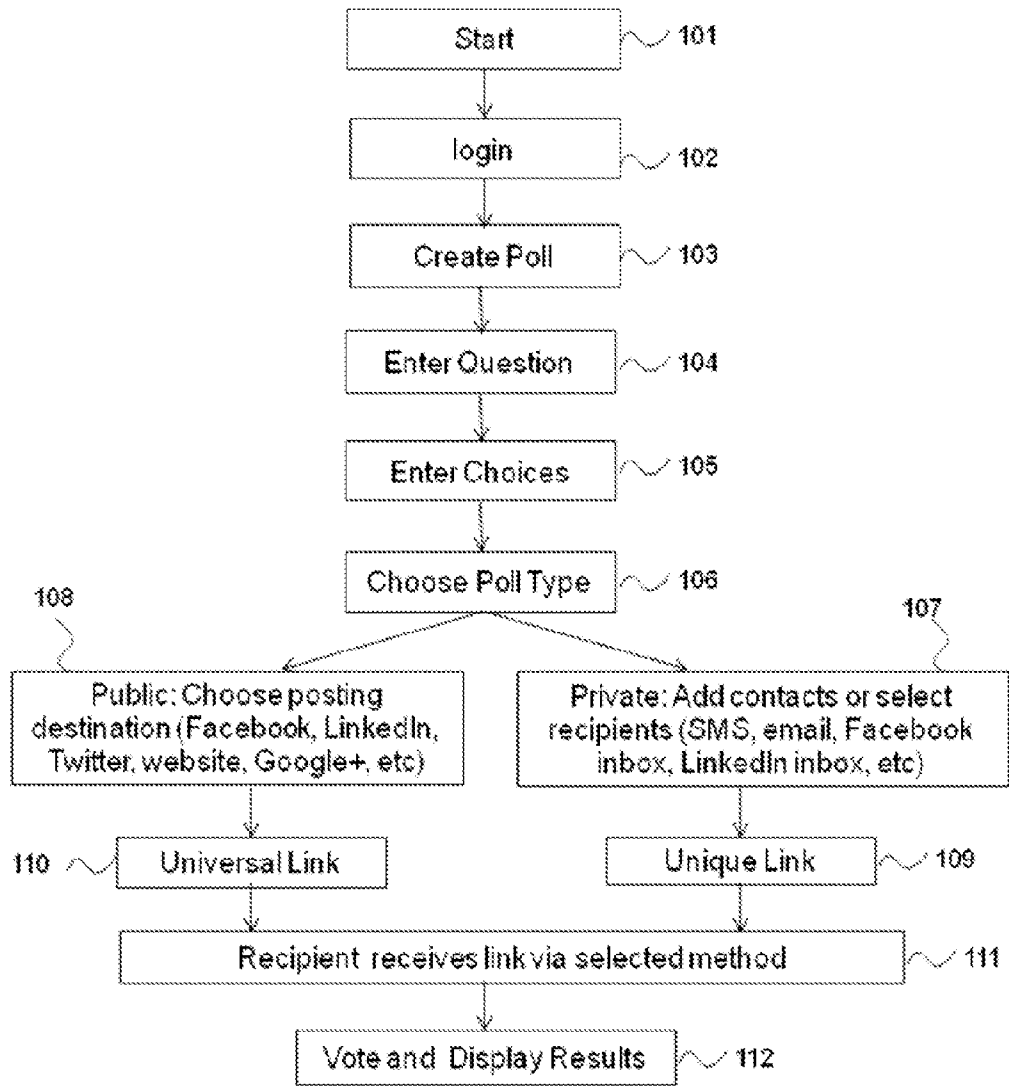 Start
101
login
102
Create Poll
103
Enter Question
104
Enter Choices
105
Choose Poll Type
106
108
107
Public: Choose posting
destination (Facebook, LinkedIn,
Twitter, website, Google+, etc)
Private: Add contacts or select
recipients (SMS, email, Facebook
inbox, LinkedIn inbox, etc)
110
Universal Link
Unique Link
109
Recipient receives link via selected method
111
Vote and Display Results
112